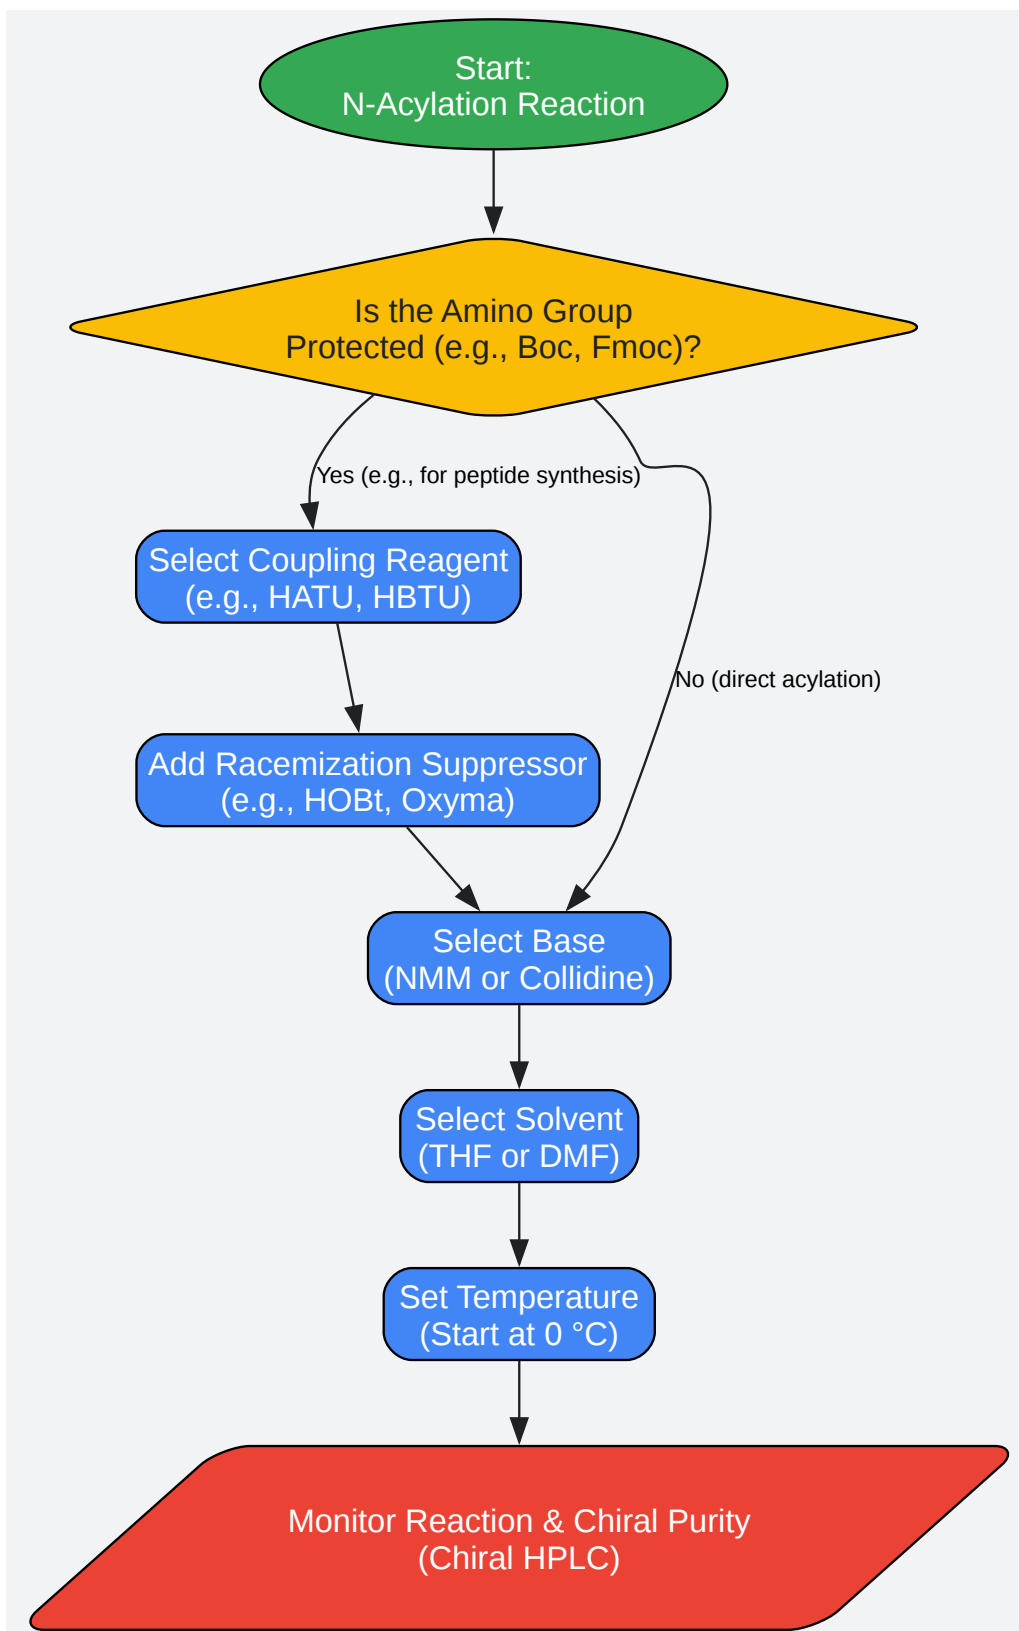 Start:
N-Acylation Reaction
Is the Amino Group
Protected (e.g., Boc, Fmoc)?
Yes (e.g., for peptide synthesis)
Select Coupling Reagent
(e.g., HATU, HBTU)
No (direct acylation)
Add Racemization Suppressor
(e.g., HOBt, Oxyma)
Select Base
(NMM or Collidine)
Select Solvent
(THF or DMF)
Set Temperature
(Start at 0 °C)
Monitor Reaction & Chiral Purity
(Chiral HPLC)